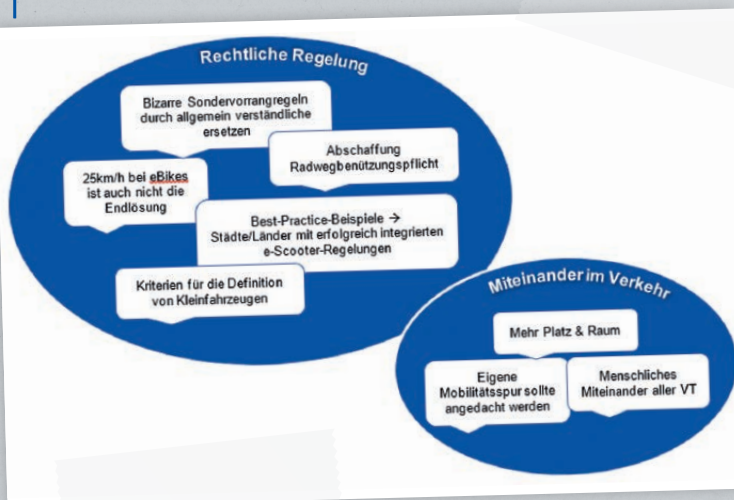 Rechtliche Regelung
Bizarre Sondervorrangregeln
durch allgemein verständliche
ersetzen
Abschaffung
Radwegbenützungspflicht
25km/h bei eBikes
ist auch nicht die
Endlösung
Best-Practice-Beispiele →
Städte/Länder mit erfolgreich integrierten
e-Scooter-Regelungen
Kriterien für die Definition
von Kleinfahrzeugen
Miteinander im Verkehr
Mehr Platz & Raum
Eigene
Mobilitätsspur sollte
angedacht werden
Menschliches
Miteinander aller VT